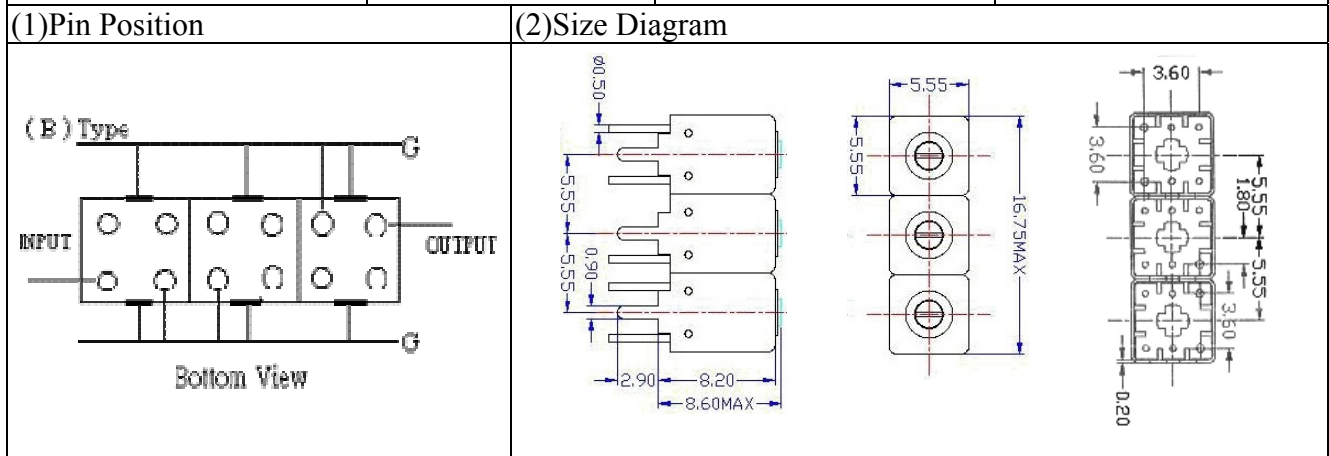 (1)Pin Position
(2)Size Diagram
(B)Type
G
INPUT
OUTPUT
G
Bottom View
ø0.50
5.55
5.55
0.90
2.90
8.20
8.60MAX
5.55
5.55
16.75MAX
3.60
3.60
5.55
1.80
5.55
3.60
0.20